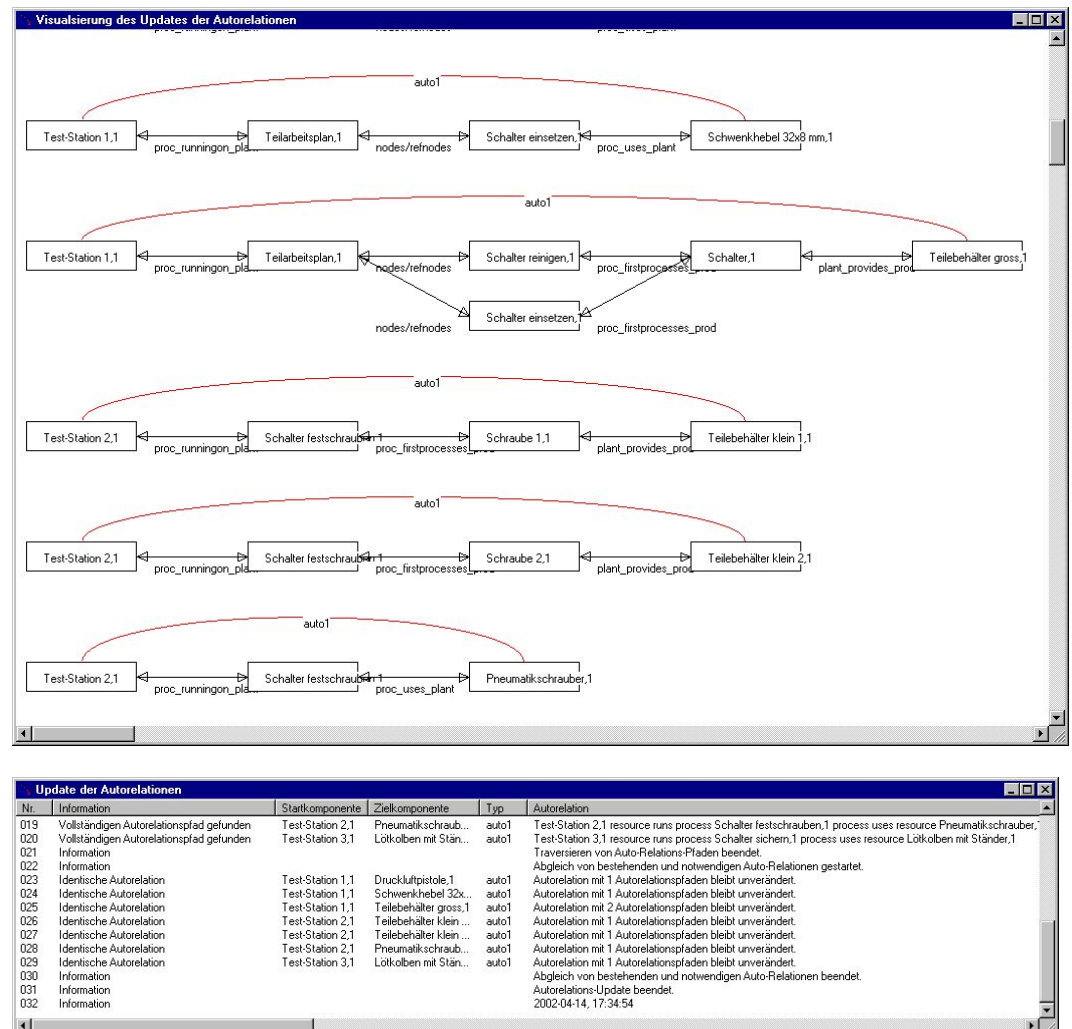 Visualsierung des Updates der Autorelationen
auto1
Test-Station 1,1 Teilarbeitsplan,1 Schalter einsetzen,1 Schwenkhebel 32x8 mm,1
proc_runningon_pla nodes/refnodes proc_uses_plant
auto1
Test-Station 1,1 Teilarbeitsplan,1 Schalter reinigen,1 Schalter,1 Teilebehälter gross,1
proc_runningon_pla nodes/refnodes proc_firstprocesses_prod plant_provides_prod
Schalter einsetzen,1
nodes/refnodes proc_firstprocesses_prod
auto1
Test-Station 2,1 Schalter festschrauben,1 Schraube 1,1 Teilebehälter klein 1,1
proc_runningon_pla proc_firstprocesses_prod plant_provides_prod
auto1
Test-Station 2,1 Schalter festschrauben,1 Schraube 2,1 Teilebehälter klein 2,1
proc_runningon_pla proc_firstprocesses_ plant_provides_prod
auto1
Test-Station 2,1 Schalter festschrauben,1 Pneumatikschrauber,1
proc_runningon_pla proc_uses_plant
Update der Autorelationen
Nr. Information Startkomponente Zielkomponente Typ Autorelation
019 Vollständigen Autorelationspfad gefunden Test-Station 2,1 Pneumatikschraub... auto1 Test-Station 2,1 resource runs process Schalter festschrauben,1 process uses resource Pneumatikschrauber,1
020 Vollständigen Autorelationspfad gefunden Test-Station 3,1 Lötkolben mit Stän... auto1 Test-Station 3,1 resource runs process Schalter sichern,1 process uses resource Lötkolben mit Ständer,1
021 Information Traversieren von Auto-Relations-Pfaden beendet.
022 Information Abgleich von bestehenden und notwendigen Auto-Relationen gestartet.
023 Identische Autorelation Test-Station 1,1 Druckluftpistole,1 auto1 Autorelation mit 1 Autorelationspfaden bleibt unverändert.
024 Identische Autorelation Test-Station 1,1 Schwenkhebel 32x... auto1 Autorelation mit 1 Autorelationspfaden bleibt unverändert.
025 Identische Autorelation Test-Station 1,1 Teilebehälter gross,1 auto1 Autorelation mit 2 Autorelationspfaden bleibt unverändert.
026 Identische Autorelation Test-Station 2,1 Teilebehälter klein ... auto1 Autorelation mit 1 Autorelationspfaden bleibt unverändert.
027 Identische Autorelation Test-Station 2,1 Teilebehälter klein ... auto1 Autorelation mit 1 Autorelationspfaden bleibt unverändert.
028 Identische Autorelation Test-Station 2,1 Pneumatikschraub... auto1 Autorelation mit 1 Autorelationspfaden bleibt unverändert.
029 Identische Autorelation Test-Station 3,1 Lötkolben mit Stän... auto1 Autorelation mit 1 Autorelationspfaden bleibt unverändert.
030 Information Abgleich von bestehenden und notwendigen Auto-Relationen beendet.
031 Information Autorelations-Update beendet.
032 Information 2002-04-14, 17:34:54